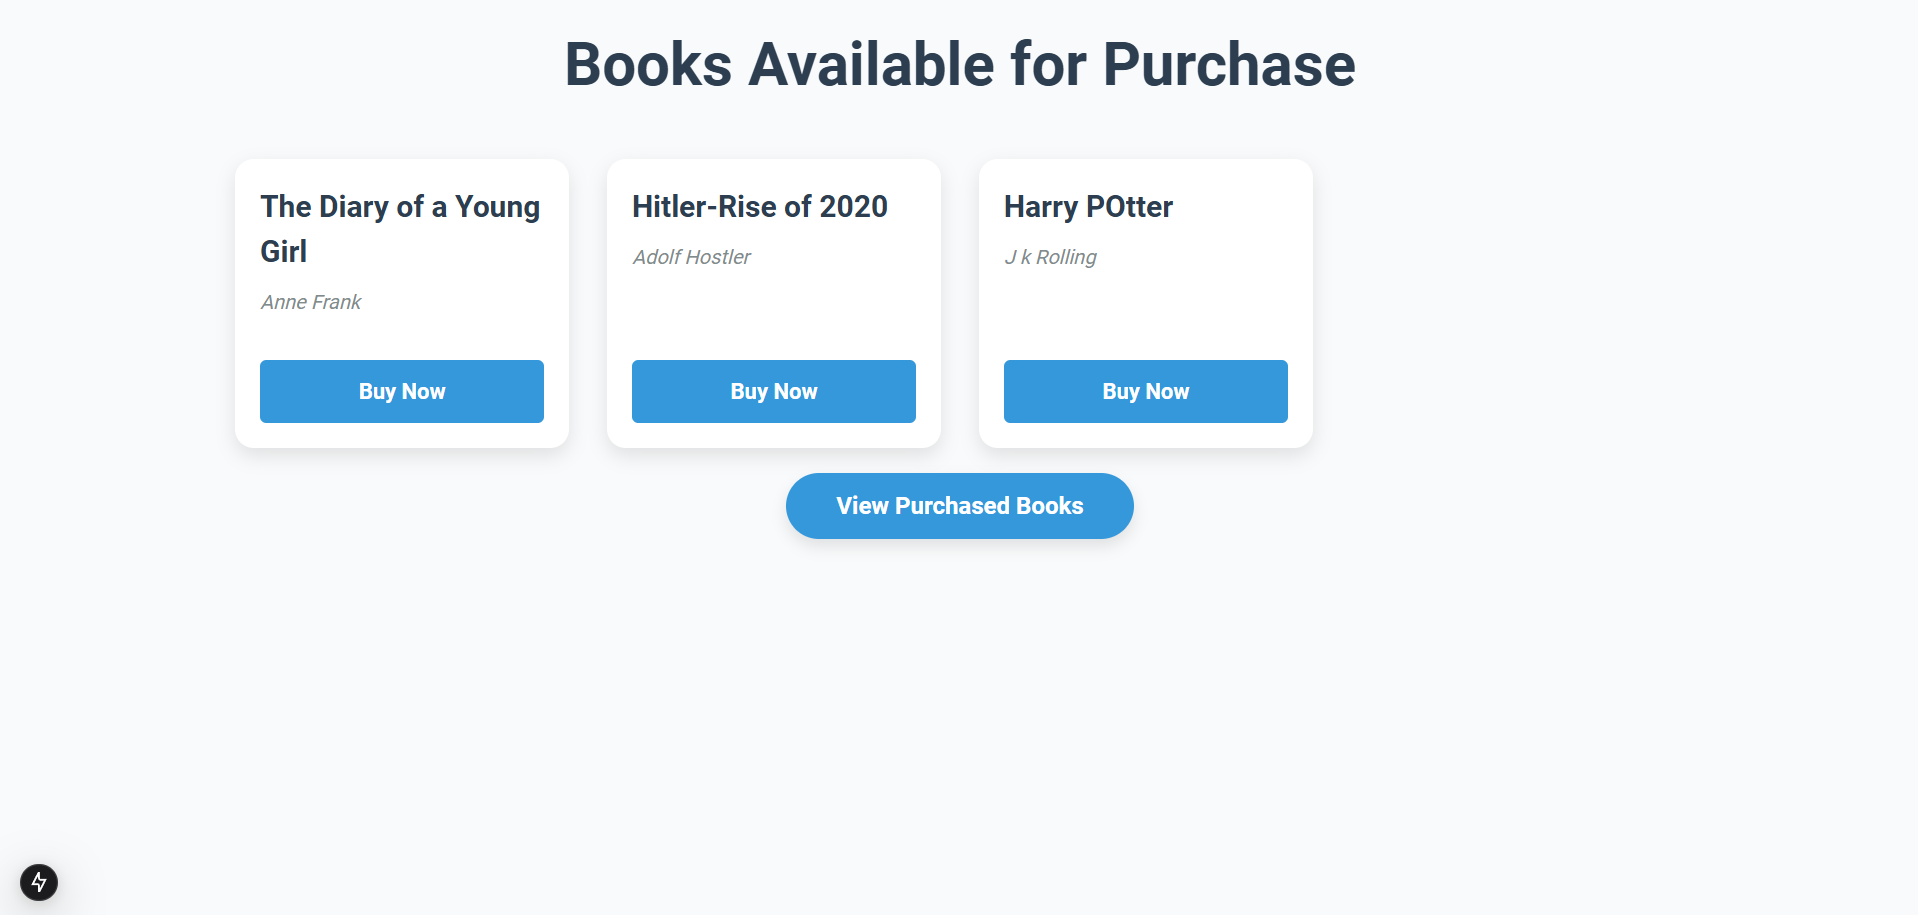 Books Available for Purchase
The Diary of a Young
Girl
Anne Frank
Buy Now
Hitler-Rise of 2020
Adolf Hostler
Buy Now
Harry POtter
J k Rolling
Buy Now
View Purchased Books